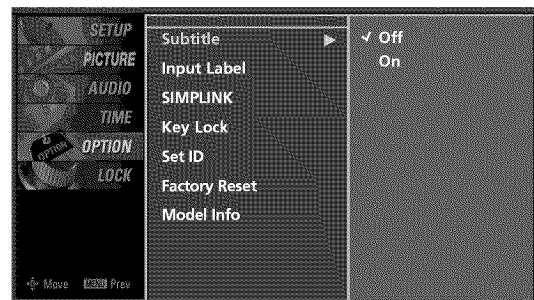 SETUP
PICTURE
AUDIO
TIME
OPTION
OPTION
LOCK
Move MENU Prev
Subtitle
Input Label
SIMPLINK
Key Lock
Set ID
Factory Reset
Model Info
Off
On